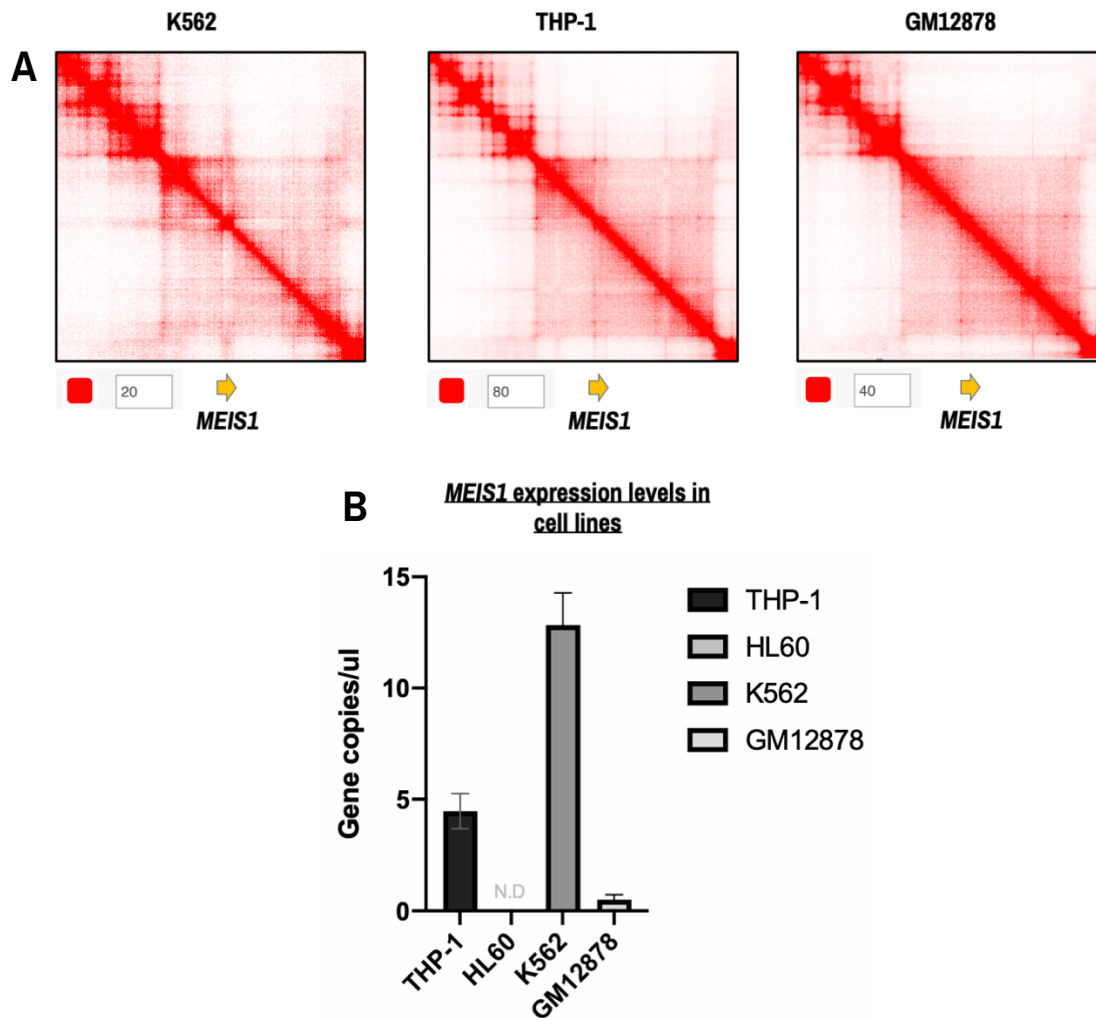 K562 THP-1 GM12878
A
20 80 40
MEIS1 MEIS1 MEIS1
B
MEIS1 expression levels in
cell lines
15
10
5
0
Gene copies/ul
N.D
THP-1
HL60
K562
GM12878
THP-1
HL60
K562
GM12878